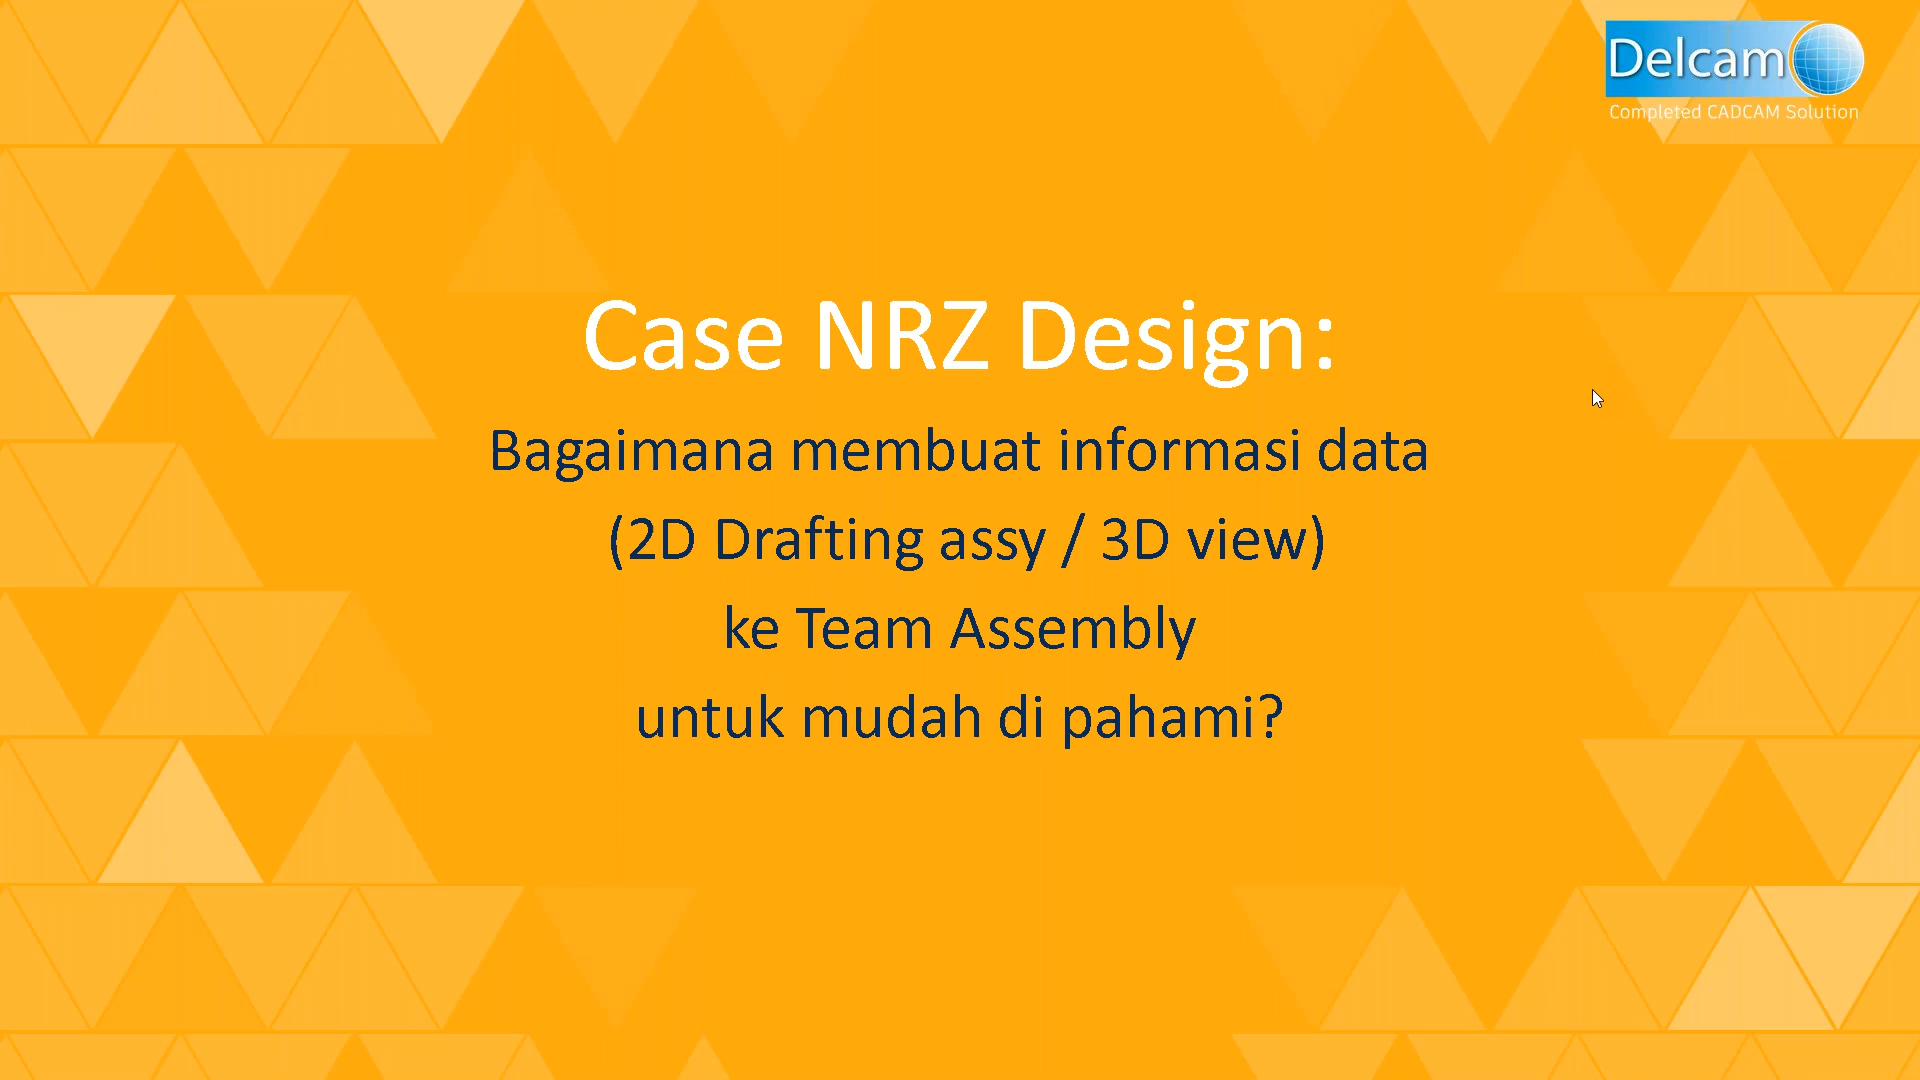 Delcam
Completed CADCAM Solution
Case NRZ Design:
Bagaimana membuat informasi data
(2D Drafting assy / 3D view)
ke Team Assembly
untuk mudah di pahami?